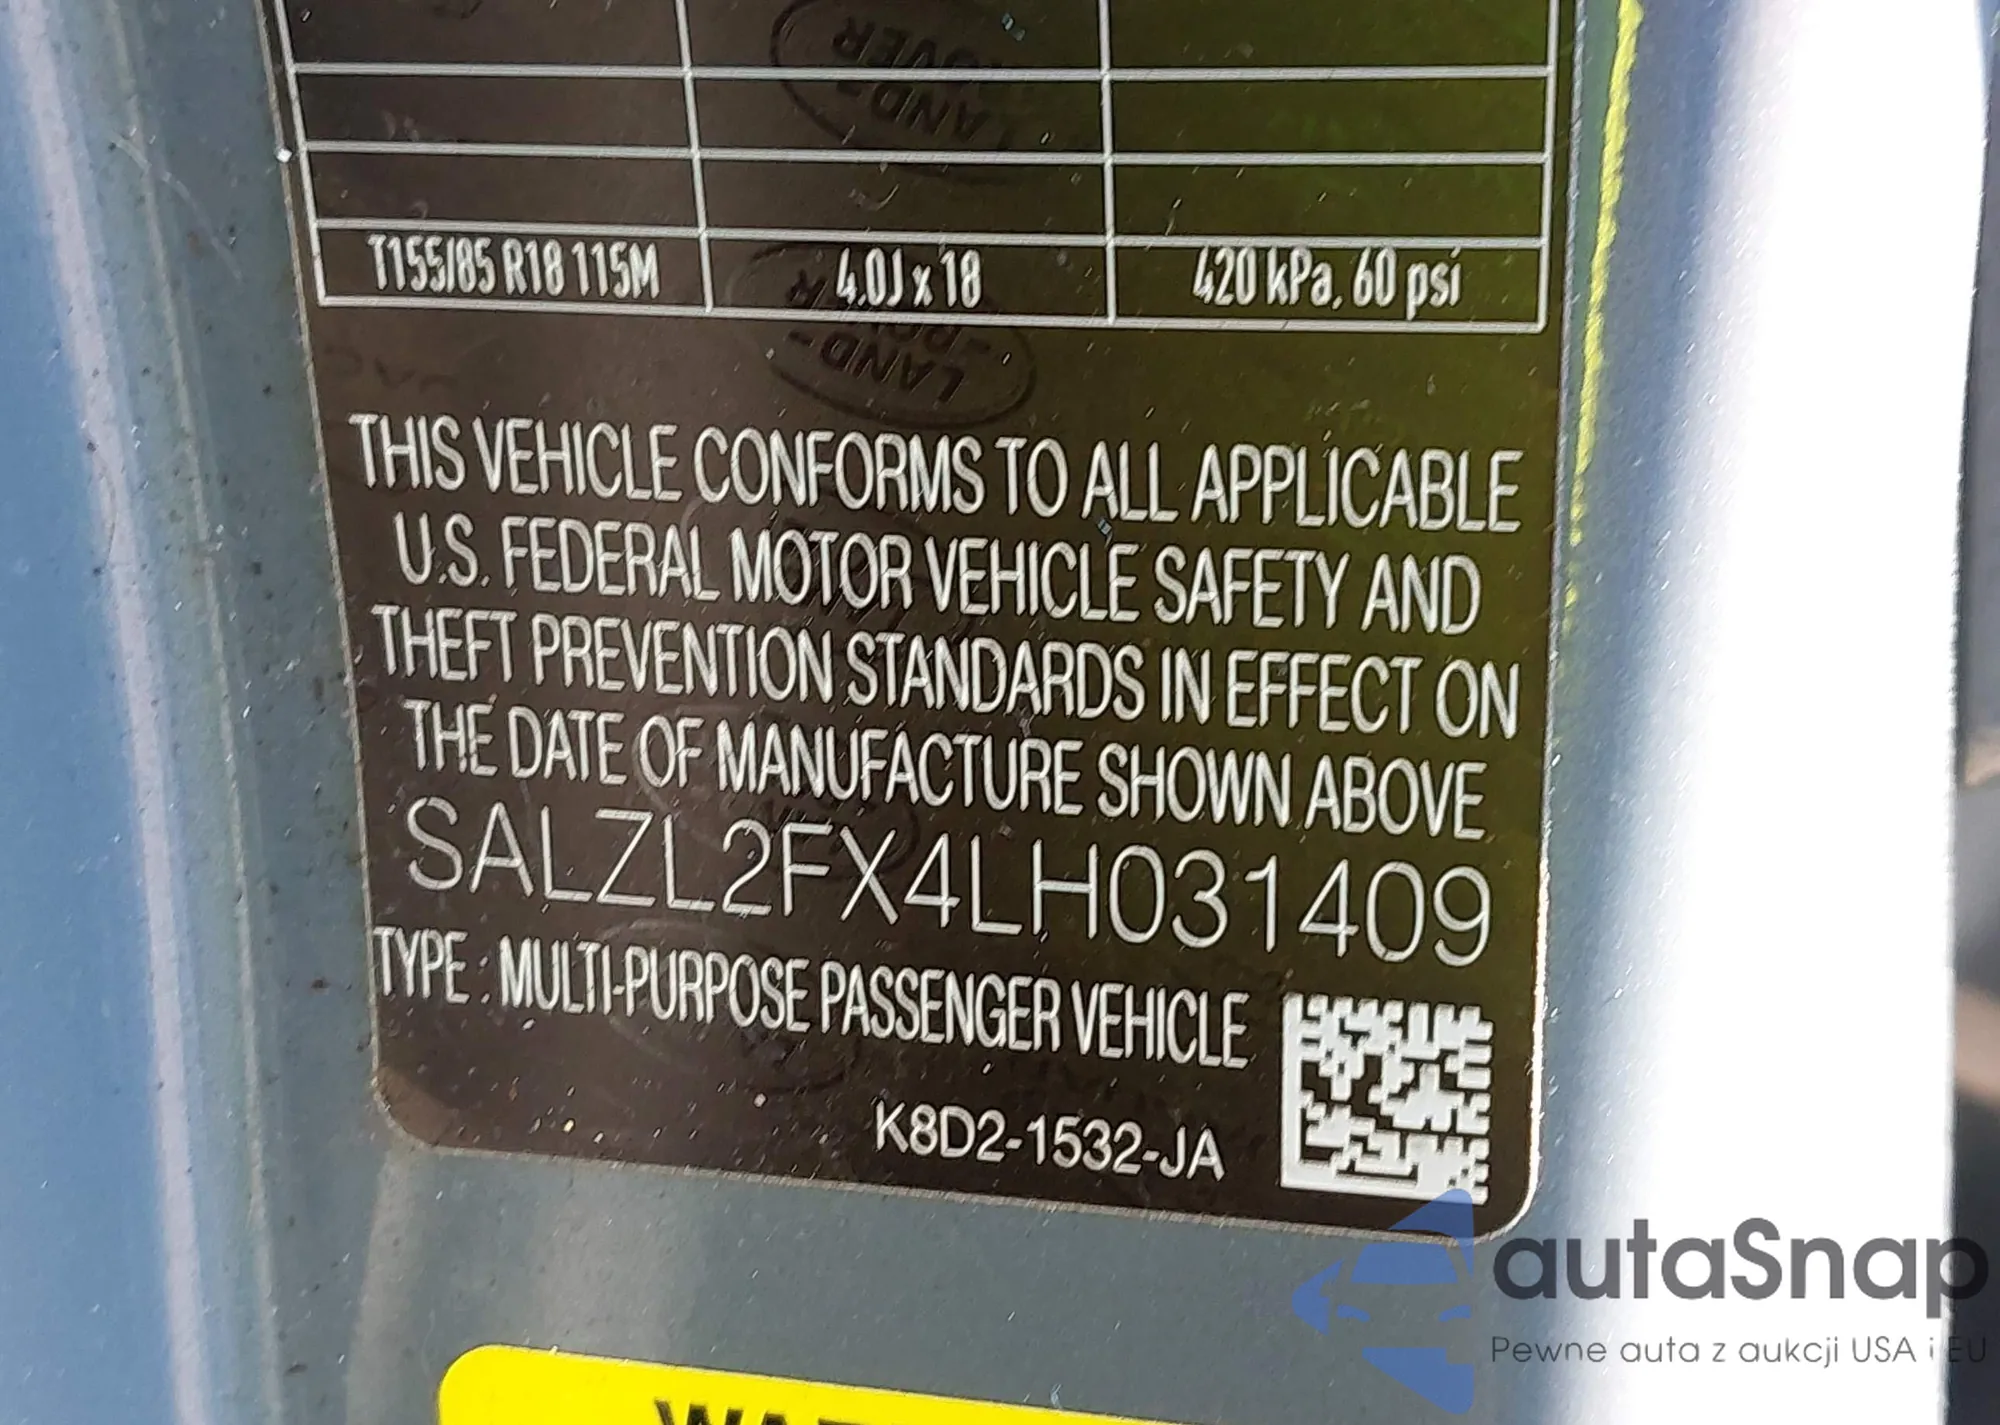 T155/85 R18 115M 4.0J x 18 420 kPa, 60 psi
THIS VEHICLE CONFORMS TO ALL APPLICABLE
U.S. FEDERAL MOTOR VEHICLE SAFETY AND
THEFT PREVENTION STANDARDS IN EFFECT ON
THE DATE OF MANUFACTURE SHOWN ABOVE
SALZL2FX4LH031409
TYPE : MULTI-PURPOSE PASSENGER VEHICLE
K8D2-1532-JA
autaSnap
Pewne auta z aukcji USA i EU